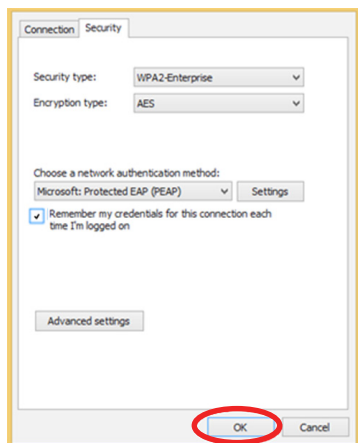 Connection Security
Security type: WPA2-Enterprise
Encryption type: AES
Choose a network authentication method:
Microsoft: Protected EAP (PEAP) Settings
Remember my credentials for this connection each
time I'm logged on
Advanced settings
OK Cancel